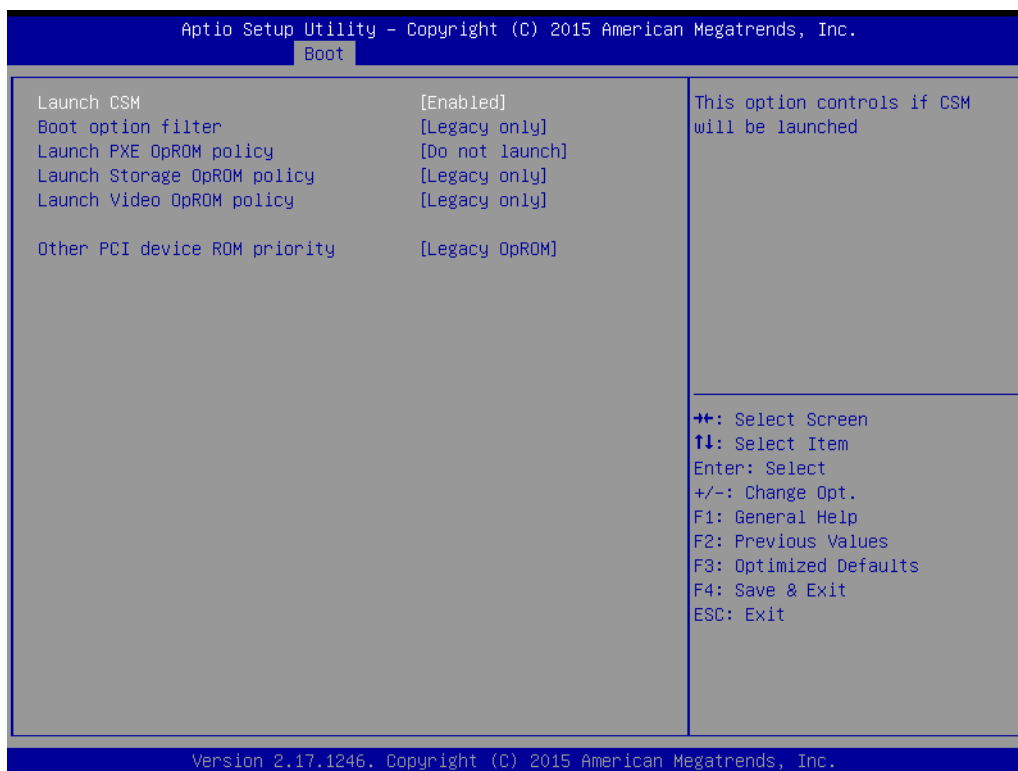 Aptio Setup Utility – Copyright (C) 2015 American Megatrends, Inc.
Boot
Launch CSM [Enabled]
Boot option filter [Legacy only]
Launch PXE OpROM policy [Do not launch]
Launch Storage OpROM policy [Legacy only]
Launch Video OpROM policy [Legacy only]
Other PCI device ROM priority [Legacy OpROM]
This option controls if CSM
will be launched
→←: Select Screen
↑↓: Select Item
Enter: Select
+/-: Change Opt.
F1: General Help
F2: Previous Values
F3: Optimized Defaults
F4: Save & Exit
ESC: Exit
Version 2.17.1246. Copyright (C) 2015 American Megatrends, Inc.